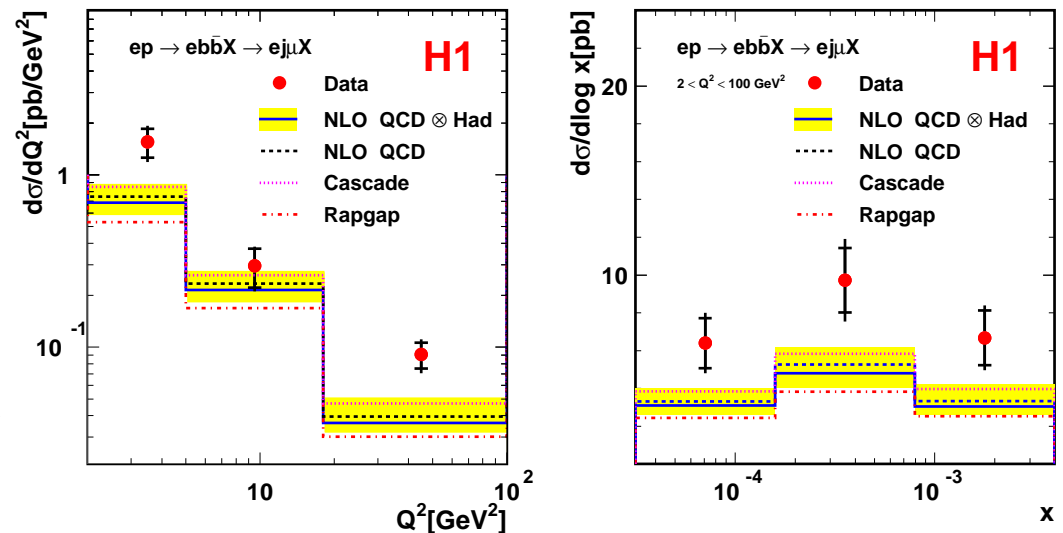 ep → ebb̄X → ejμX
H1
Data
NLO QCD ⊗ Had
NLO QCD
Cascade
Rapgap
dσ/dQ²[pb/GeV²]
1
10⁻¹
10
10²
Q²[GeV²]
ep → ebb̄X → ejμX
H1
2 < Q² < 100 GeV²
Data
NLO QCD ⊗ Had
NLO QCD
Cascade
Rapgap
dσ/dlog x[pb]
20
10
10⁻⁴
10⁻³
x